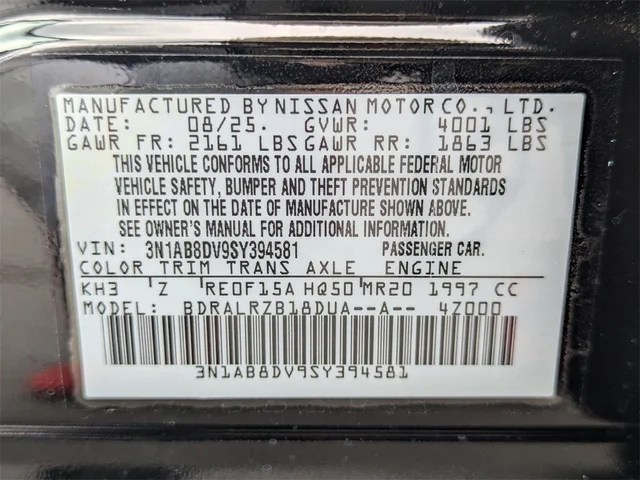 MANUFACTURED BY NISSAN MOTOR CO., LTD.
DATE: 08/25. GVWR: 4001 LBS
GAWR FR: 2161 LBS GAWR RR: 1863 LBS
THIS VEHICLE CONFORMS TO ALL APPLICABLE FEDERAL MOTOR
VEHICLE SAFETY, BUMPER AND THEFT PREVENTION STANDARDS
IN EFFECT ON THE DATE OF MANUFACTURE SHOWN ABOVE.
SEE OWNER'S MANUAL FOR ADDITIONAL INFORMATION.
VIN: 3N1AB8DV9SY394581 PASSENGER CAR.
COLOR TRIM TRANS AXLE ENGINE
KH3 Z RE0F15A HQ50 MR20 1997 CC
MODEL: BDRALRZB18DUA--A-- 4Z000
3N1AB8DV9SY394581